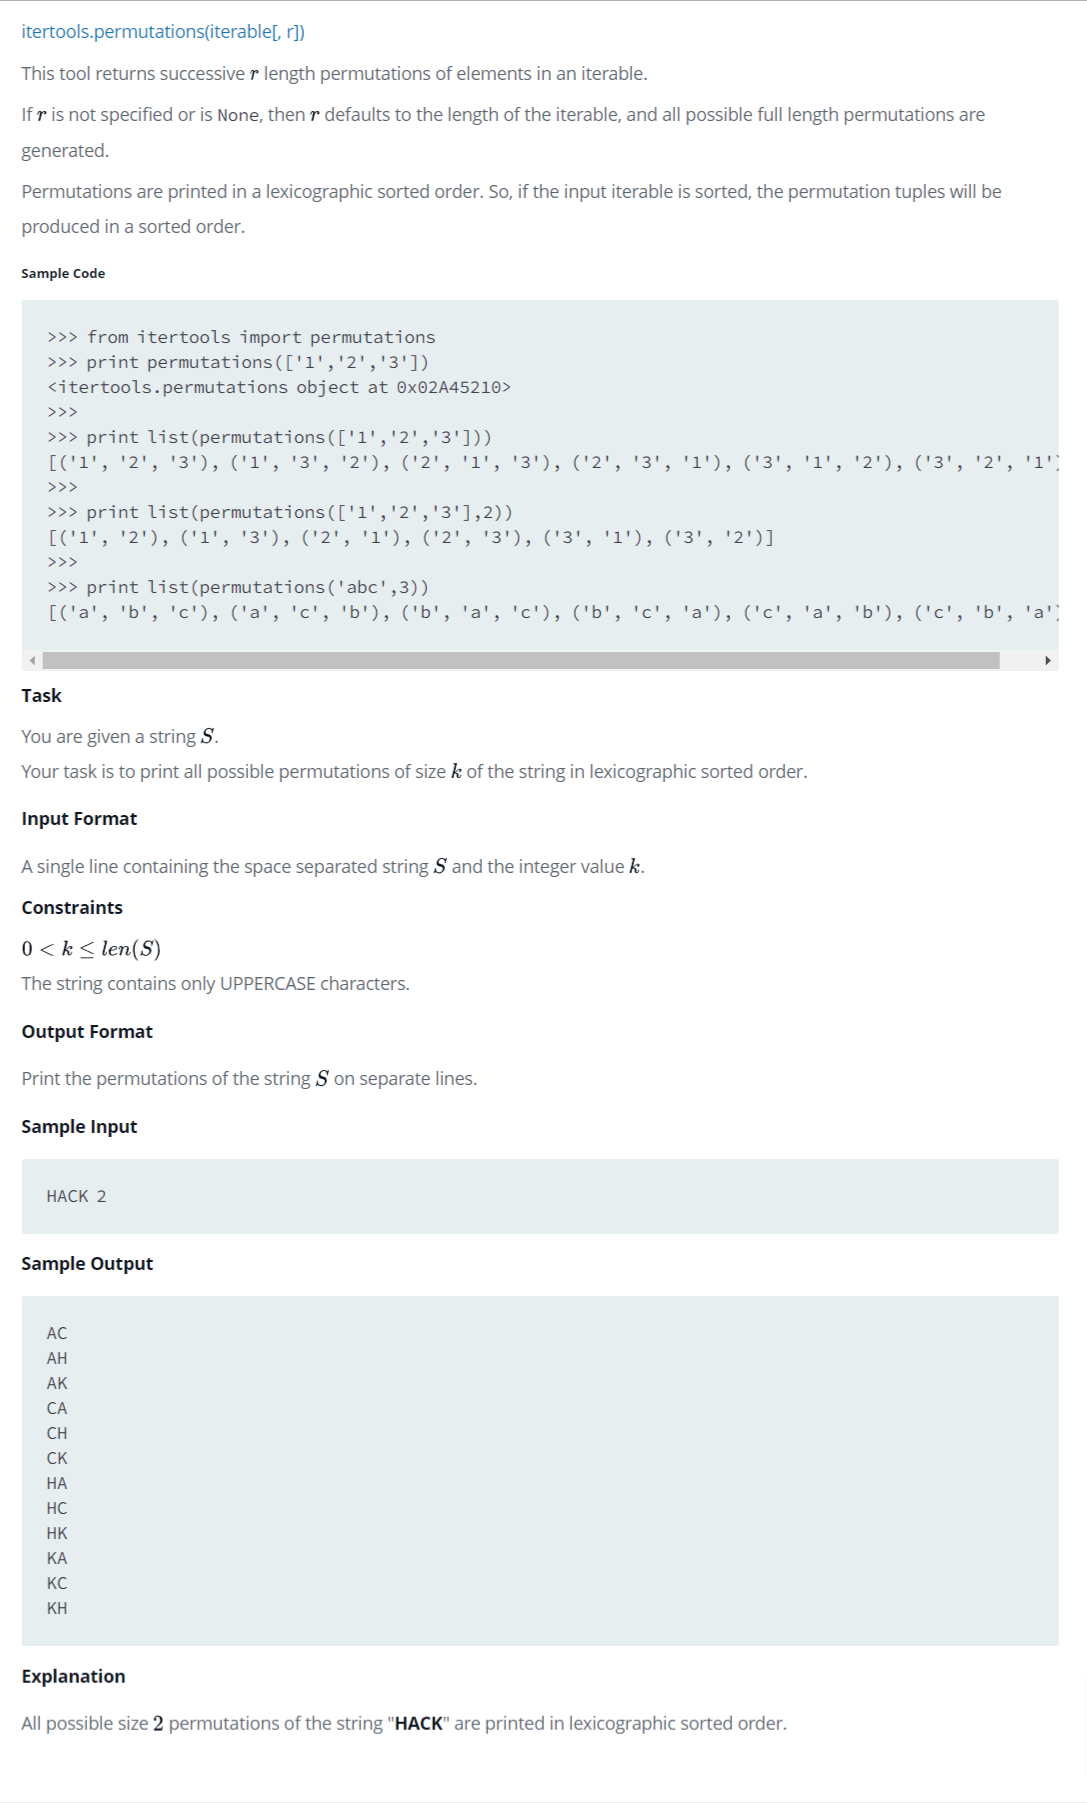 itertools.permutations(iterable[, r])
This tool returns successive r length permutations of elements in an iterable.
If r is not specified or is None, then r defaults to the length of the iterable, and all possible full length permutations are
generated.
Permutations are printed in a lexicographic sorted order. So, if the input iterable is sorted, the permutation tuples will be
produced in a sorted order.
Sample Code
>>> from itertools import permutations
>>> print permutations(['1','2','3'])
<itertools.permutations object at 0x02A45210>
>>>
>>> print list(permutations(['1','2','3']))
[('1', '2', '3'), ('1', '3', '2'), ('2', '1', '3'), ('2', '3', '1'), ('3', '1', '2'), ('3', '2', '1')
>>>
>>> print list(permutations(['1','2','3'],2))
[('1', '2'), ('1', '3'), ('2', '1'), ('2', '3'), ('3', '1'), ('3', '2')]
>>>
>>> print list(permutations('abc',3))
[('a', 'b', 'c'), ('a', 'c', 'b'), ('b', 'a', 'c'), ('b', 'c', 'a'), ('c', 'a', 'b'), ('c', 'b', 'a')
Task
You are given a string S.
Your task is to print all possible permutations of size k of the string in lexicographic sorted order.
Input Format
A single line containing the space separated string S and the integer value k.
Constraints
0 < k ≤ len(S)
The string contains only UPPERCASE characters.
Output Format
Print the permutations of the string S on separate lines.
Sample Input
HACK 2
Sample Output
AC
AH
AK
CA
CH
CK
HA
HC
HK
KA
KC
KH
Explanation
All possible size 2 permutations of the string "HACK" are printed in lexicographic sorted order.